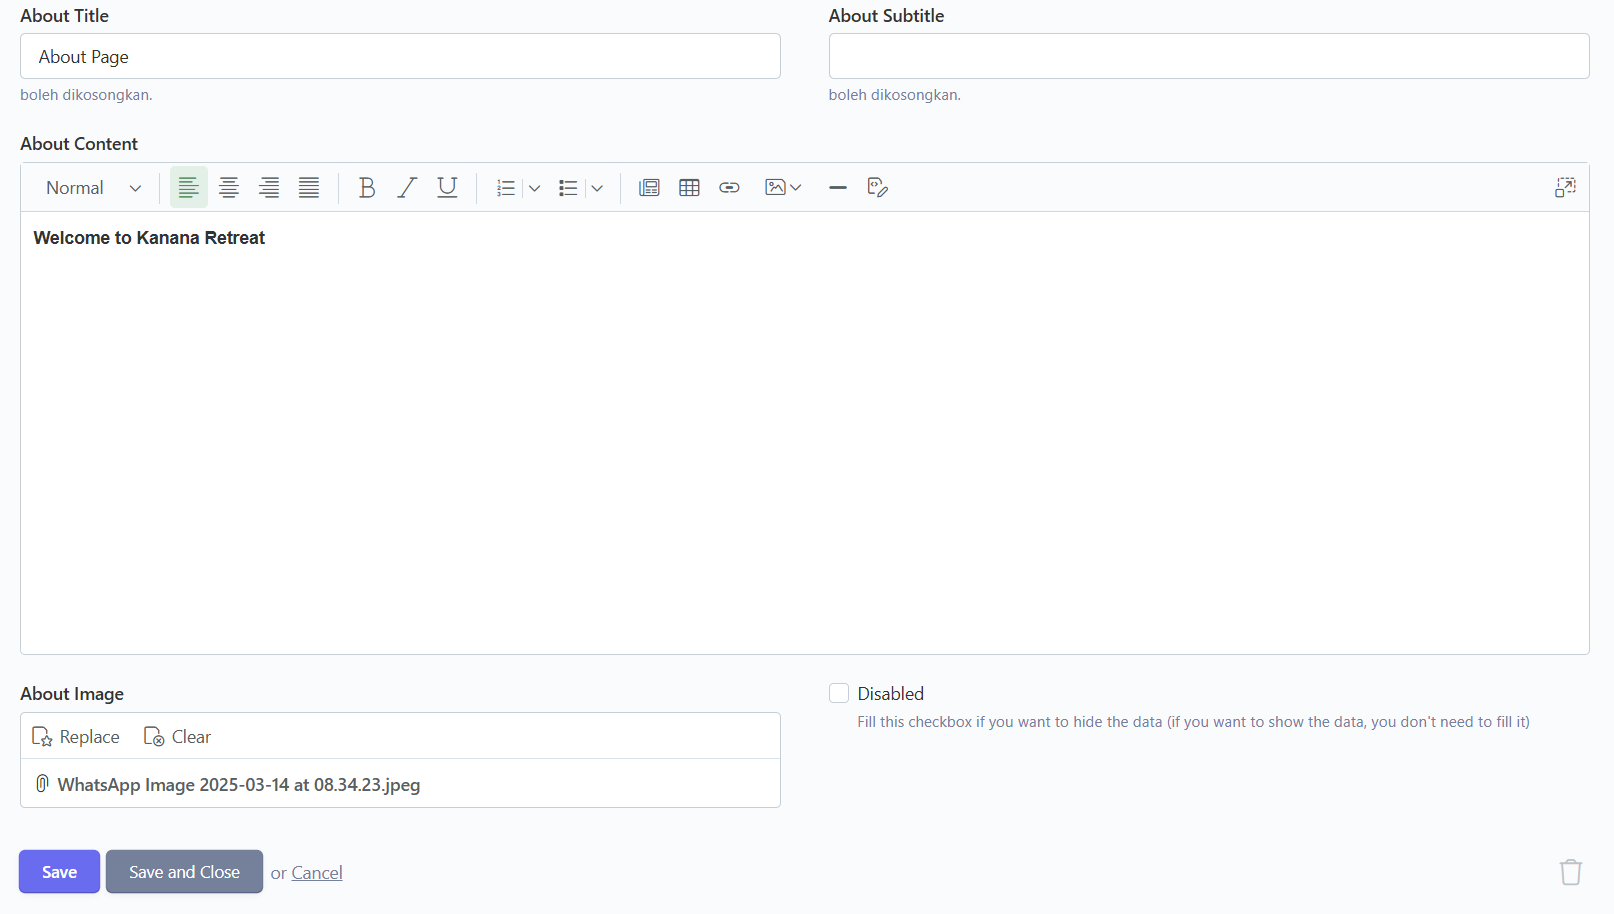 About Title
About Subtitle
About Page
boleh dikosongkan.
boleh dikosongkan.
About Content
Normal
Welcome to Kanana Retreat
About Image
Disabled
Fill this checkbox if you want to hide the data (if you want to show the data, you don't need to fill it)
Replace Clear
WhatsApp Image 2025-03-14 at 08.34.23.jpeg
Save Save and Close or Cancel